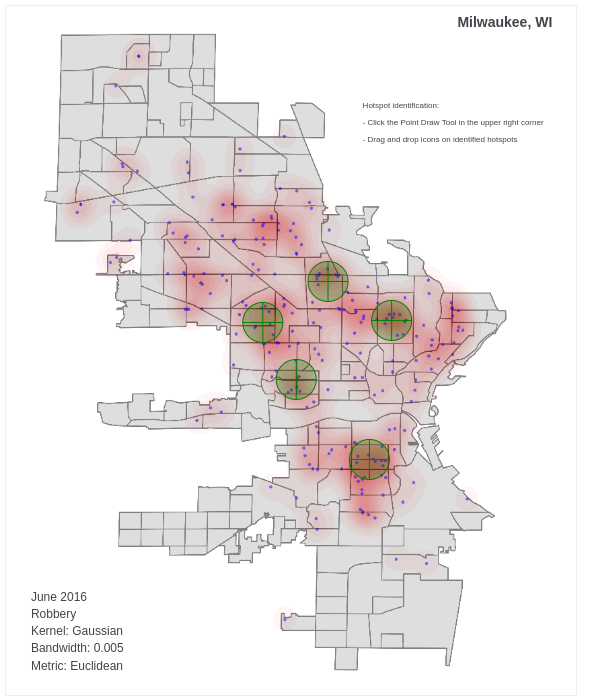 Milwaukee, WI
Hotspot identification:
- Click the Point Draw Tool in the upper right corner
- Drag and drop icons on identified hotspots
June 2016
Robbery
Kernel: Gaussian
Bandwidth: 0.005
Metric: Euclidean